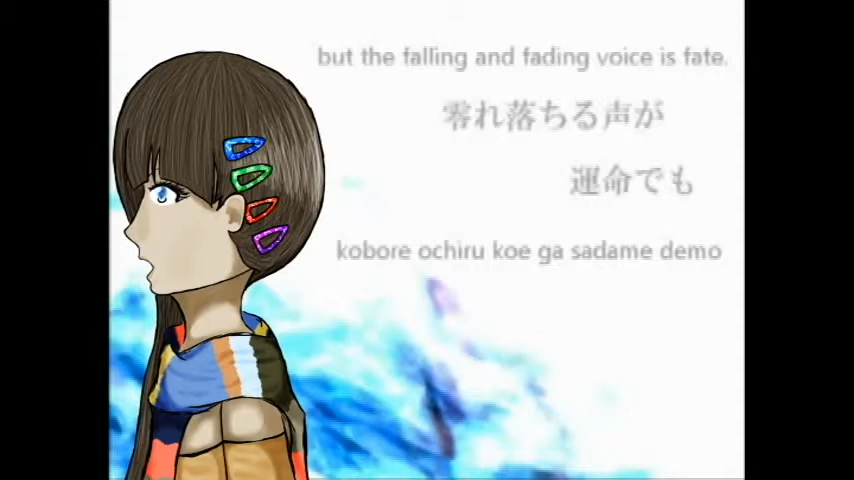 but the falling and fading voice is fate.
零れ落ちる声が
運命でも
kobore ochiru koe ga sadame demo